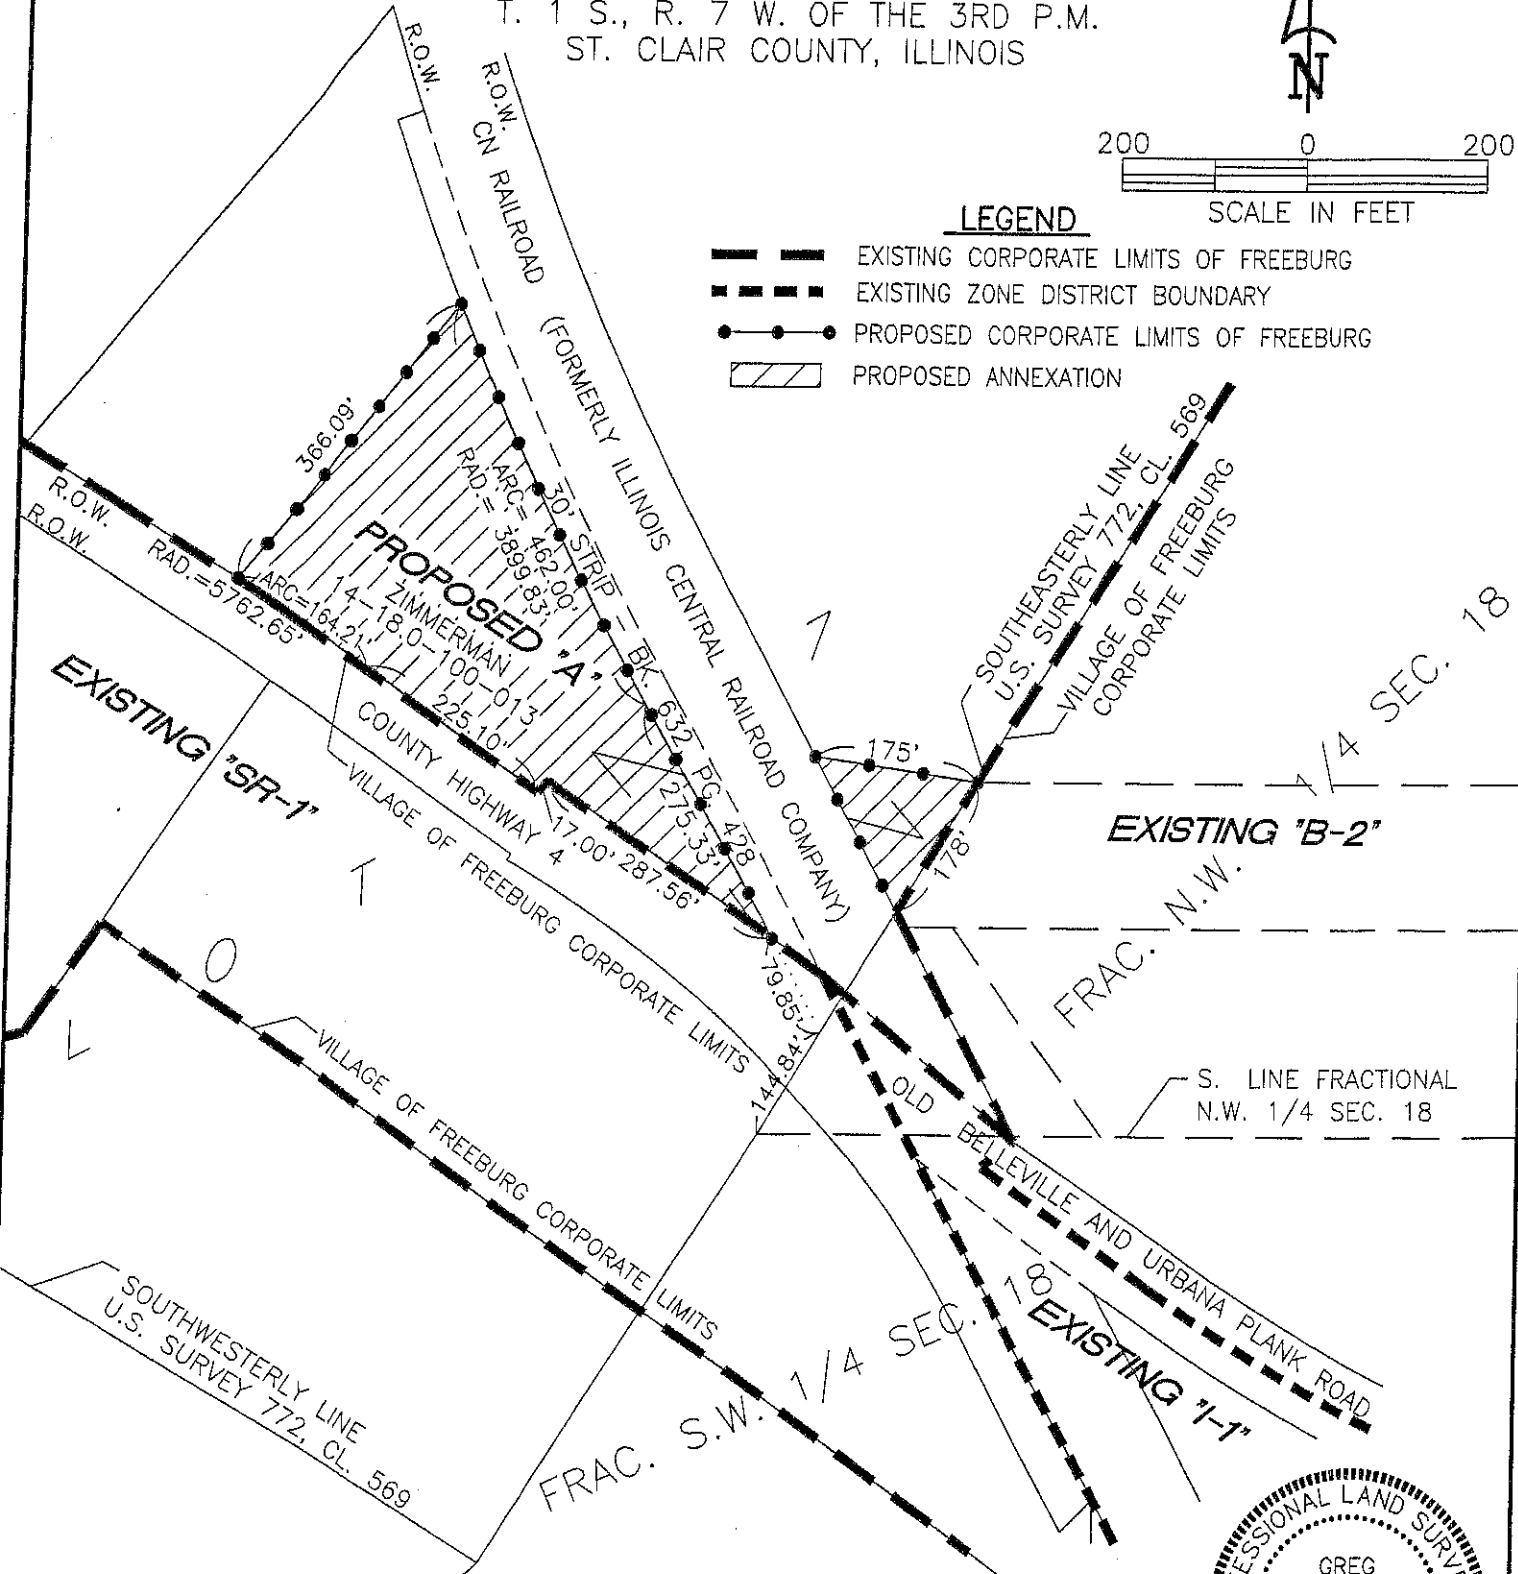 T. 1 S., R. 7 W. OF THE 3RD P.M.
ST. CLAIR COUNTY, ILLINOIS
N
200 0 200
SCALE IN FEET
LEGEND
EXISTING CORPORATE LIMITS OF FREEBURG
EXISTING ZONE DISTRICT BOUNDARY
PROPOSED CORPORATE LIMITS OF FREEBURG
PROPOSED ANNEXATION
R.O.W.
R.O.W.
CN RAILROAD (FORMERLY ILLINOIS CENTRAL RAILROAD COMPANY)
30' STRIP BK. 632 PG. 428
ARC= 462.00'
RAD.= 3899.83'
366.09'
PROPOSED "A"
ZIMMERMAN
14-18.0-100-013
R.O.W.
R.O.W.
RAD.=5762.65'
ARC=164.21'
225.10'
17.00'
287.56'
275.33'
79.85'
144.84'
COUNTY HIGHWAY 4
VILLAGE OF FREEBURG CORPORATE LIMITS
EXISTING "SR-1"
SOUTHEASTERLY LINE
U.S. SURVEY 772, CL. 569
VILLAGE OF FREEBURG
CORPORATE LIMITS
175'
178'
EXISTING "B-2"
FRAC. N.W. 1/4 SEC. 18
S. LINE FRACTIONAL
N.W. 1/4 SEC. 18
OLD BELLEVILLE AND URBANA PLANK ROAD
EXISTING "I-1"
FRAC. S.W. 1/4 SEC. 18
VILLAGE OF FREEBURG CORPORATE LIMITS
SOUTHWESTERLY LINE
U.S. SURVEY 772, CL. 569
ESSIONAL LAND SURV
GREG